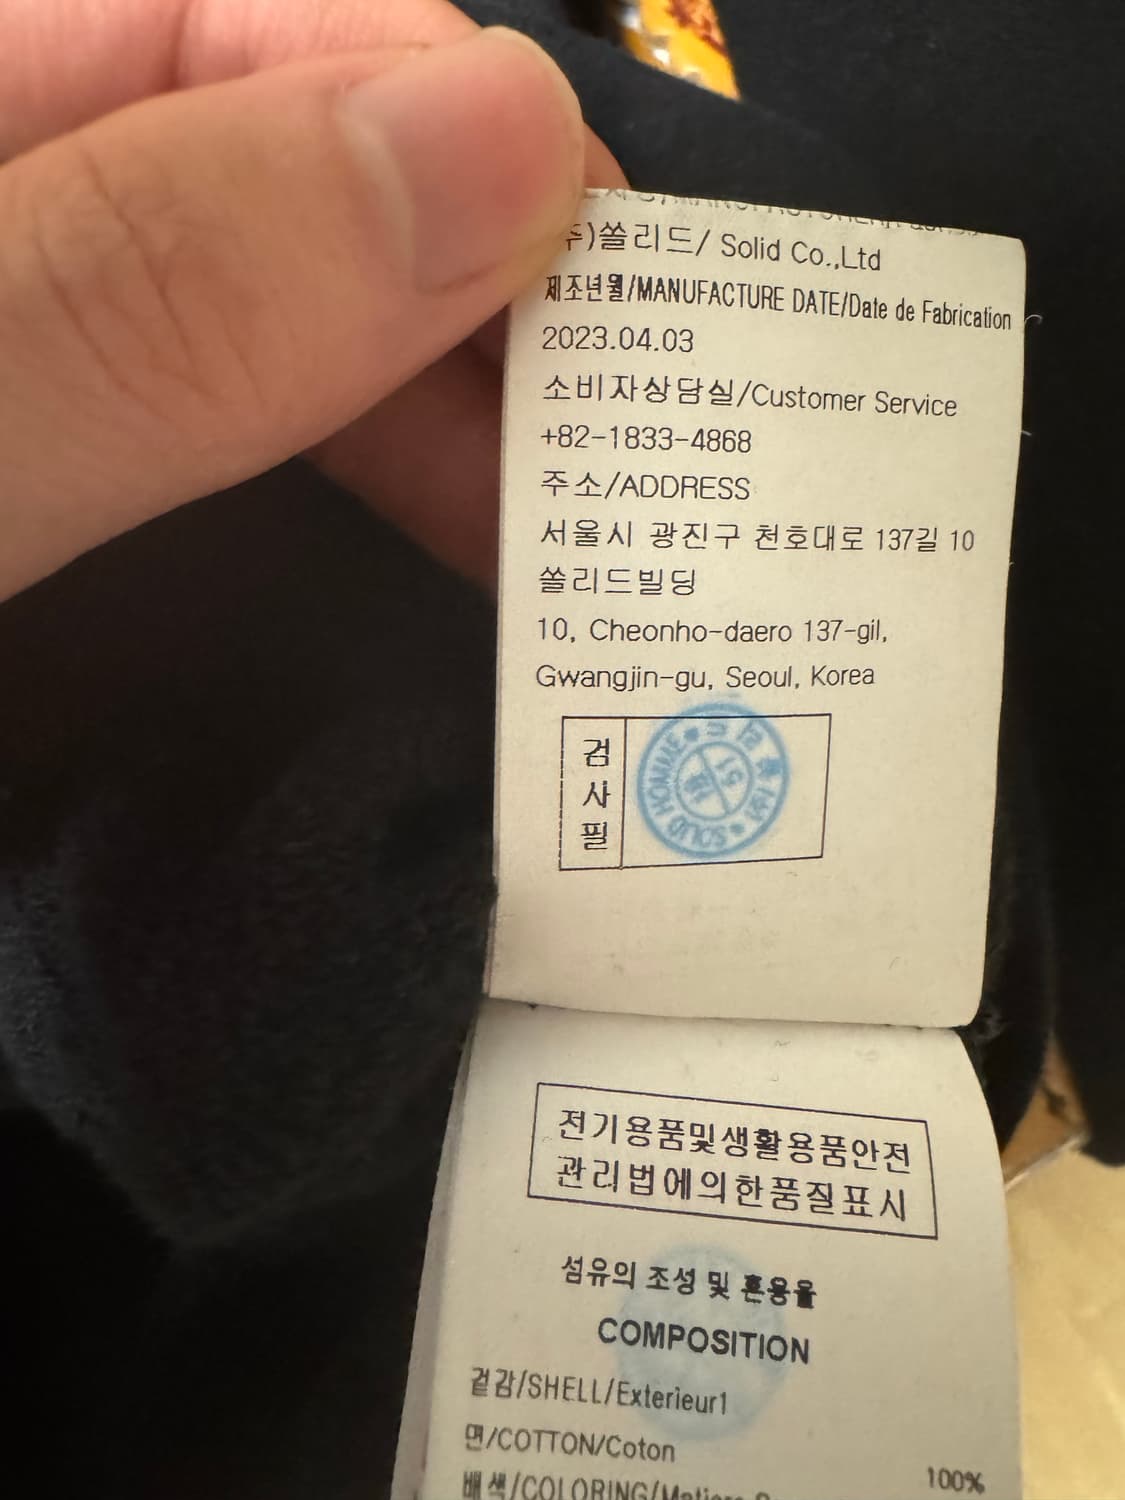 주)쏠리드/ Solid Co.,Ltd
제조년월/MANUFACTURE DATE/Date de Fabrication
2023.04.03
소비자상담실/Customer Service
+82-1833-4868
주소/ADDRESS
서울시 광진구 천호대로 137길 10
쏠리드빌딩
10, Cheonho-daero 137-gil,
Gwangjin-gu, Seoul, Korea
검
사
필
SOLID HOMME
51
전기용품및생활용품안전
관리법에의한품질표시
섬유의 조성 및 혼용율
COMPOSITION
겉감/SHELL/Exterieur1
면/COTTON/Coton
100%
배색/COLORING/